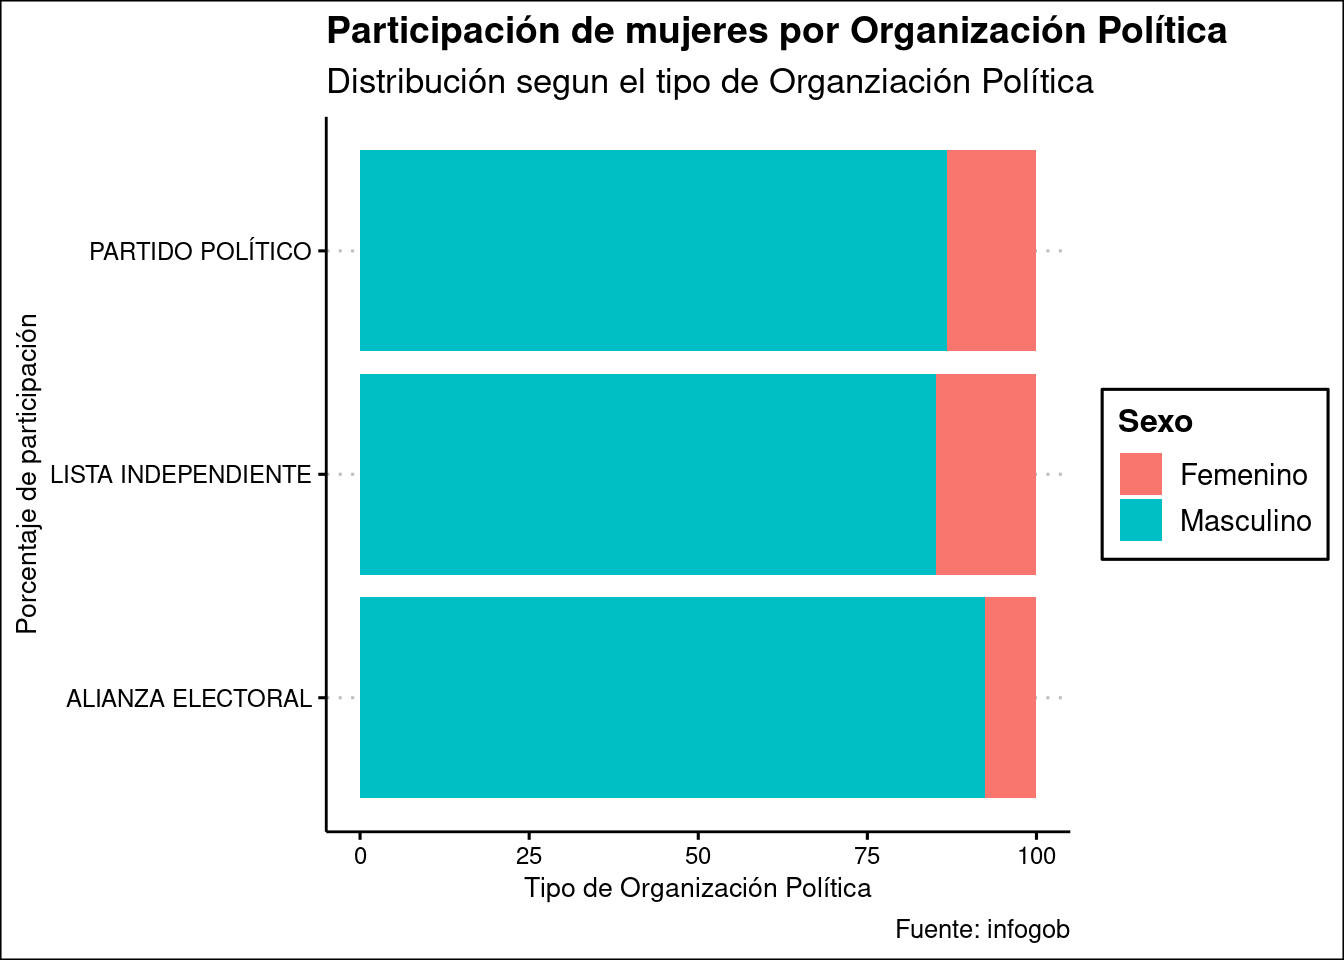 Participación de mujeres por Organización Política
Distribución segun el tipo de Organziación Política
Porcentaje de participación
PARTIDO POLÍTICO
LISTA INDEPENDIENTE
ALIANZA ELECTORAL
0 25 50 75 100
Tipo de Organización Política
Sexo
Femenino
Masculino
Fuente: infogob